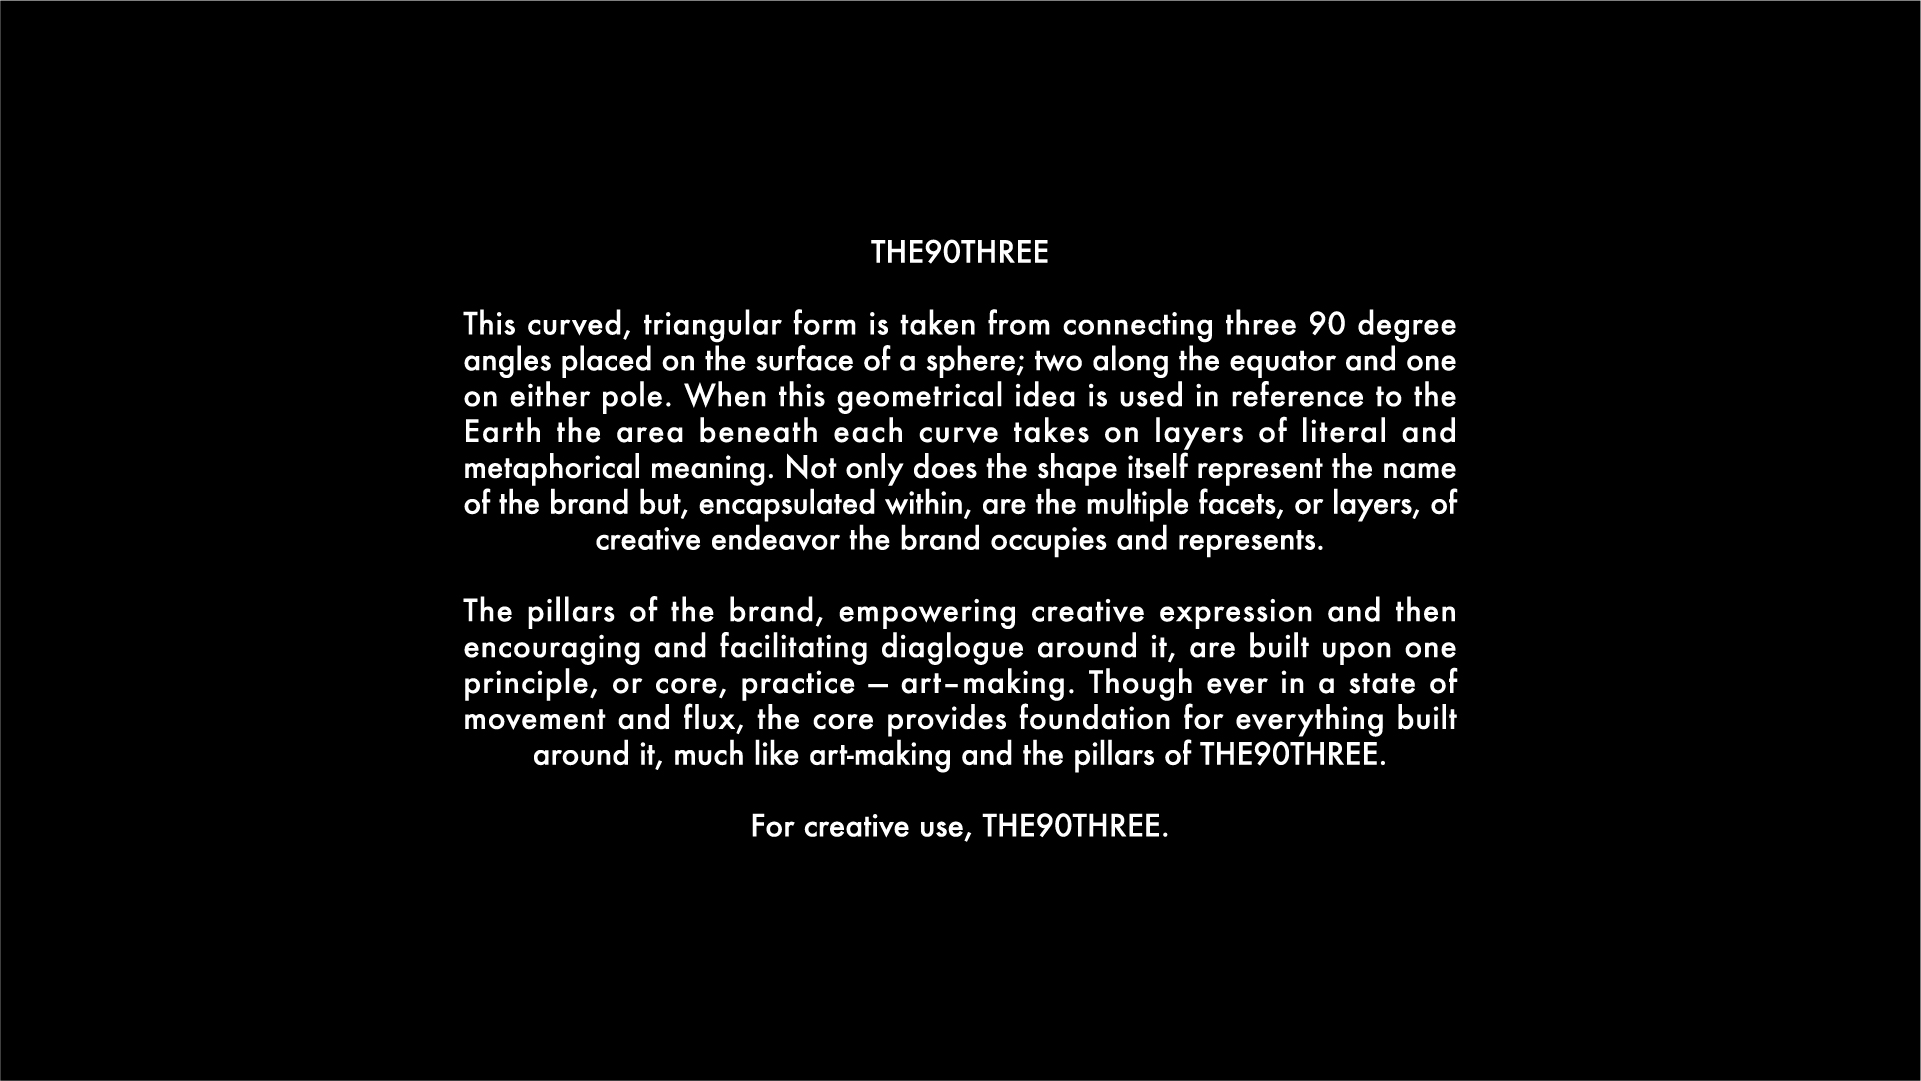 THE90THREE
This curved, triangular form is taken from connecting three 90 degree
angles placed on the surface of a sphere; two along the equator and one
on either pole. When this geometrical idea is used in reference to the
Earth the area beneath each curve takes on layers of literal and
metaphorical meaning. Not only does the shape itself represent the name
of the brand but, encapsulated within, are the multiple facets, or layers, of
creative endeavor the brand occupies and represents.
The pillars of the brand, empowering creative expression and then
encouraging and facilitating diaglogue around it, are built upon one
principle, or core, practice — art–making. Though ever in a state of
movement and flux, the core provides foundation for everything built
around it, much like art-making and the pillars of THE90THREE.
For creative use, THE90THREE.